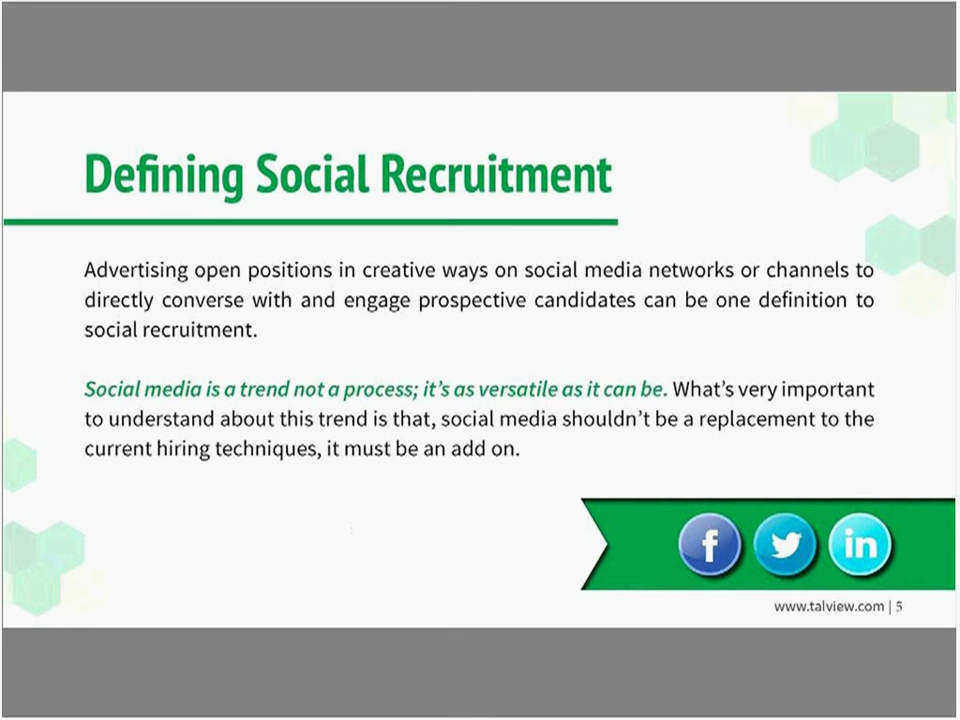 Defining Social Recruitment
Advertising open positions in creative ways on social media networks or channels to
directly converse with and engage prospective candidates can be one definition to
social recruitment.
Social media is a trend not a process; it's as versatile as it can be. What's very important
to understand about this trend is that, social media shouldn't be a replacement to the
current hiring techniques, it must be an add on.
f in
www.talview.com | 5